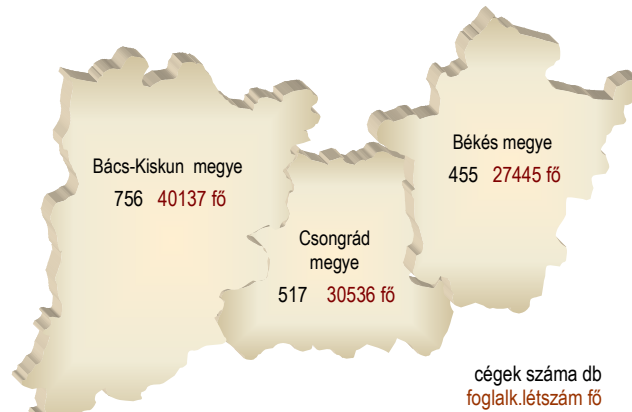 Bács-Kiskun megye
756 40137 fő
Csongrád
megye
517 30536 fő
Békés megye
455 27445 fő
cégek száma db
foglalk.létszám fő